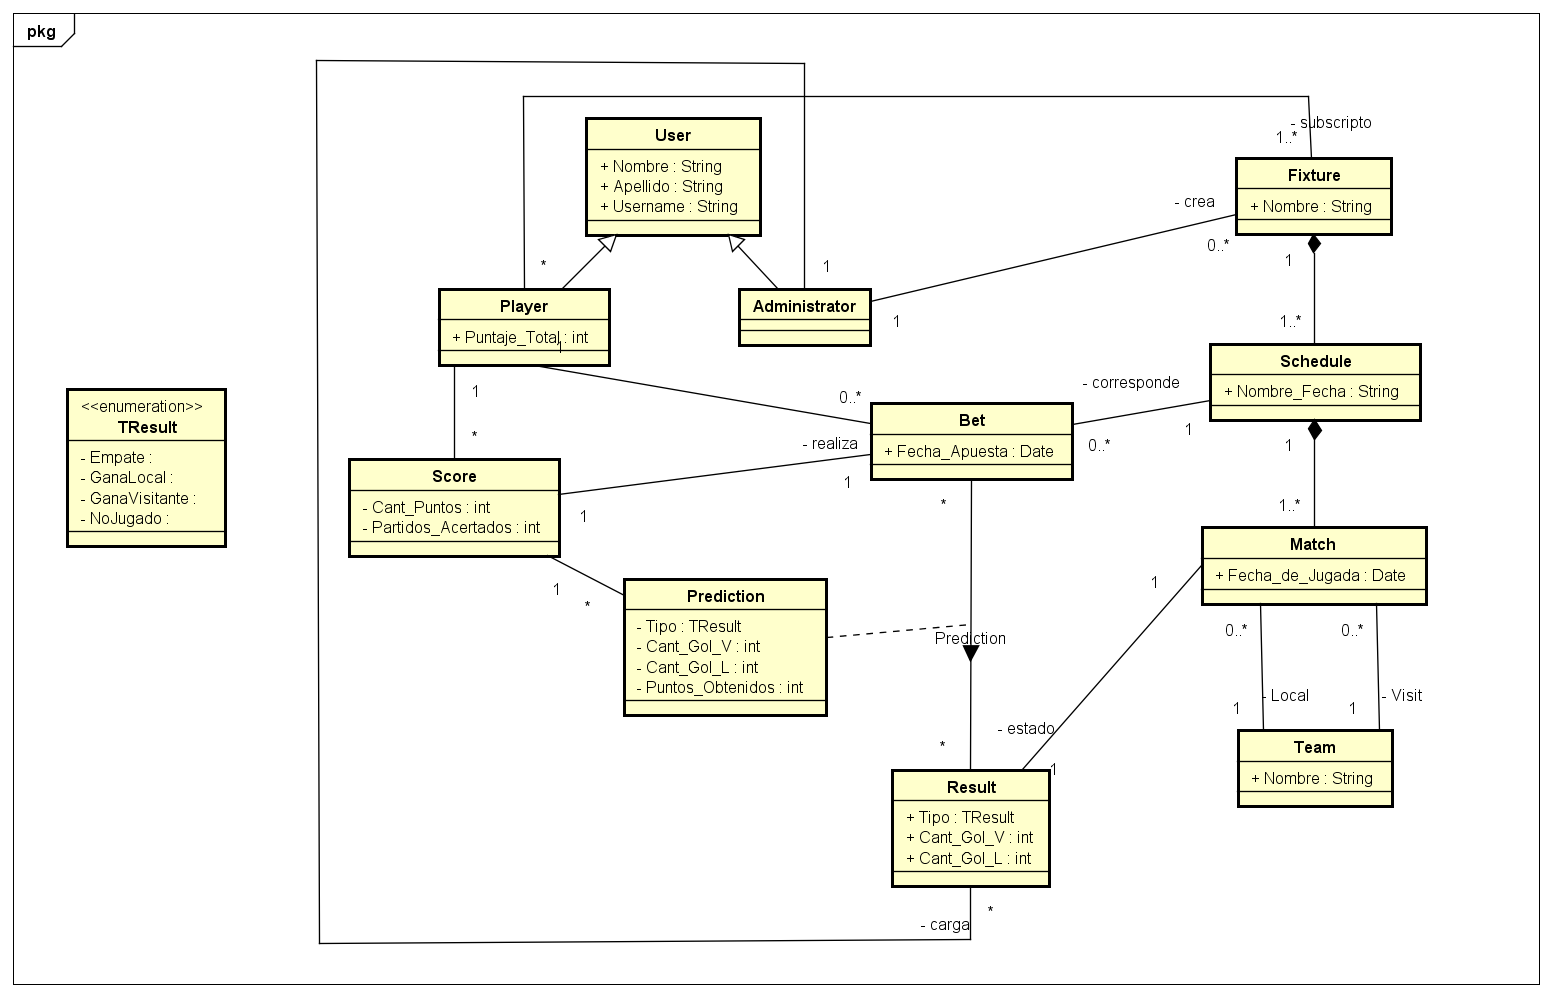 pkg
- subscripto
1..*
User
+ Nombre : String
+ Apellido : String
+ Username : String
Fixture
+ Nombre : String
- crea
0..*
1
*
1
1
1..*
Player
+ Puntaje_Total : int
1
Administrator
Schedule
+ Nombre_Fecha : String
- corresponde
1
0..*
1
0..*
1
*
Bet
+ Fecha_Apuesta : Date
- realiza
1
1
*
<<enumeration>>
TResult
- Empate :
- GanaLocal :
- GanaVisitante :
- NoJugado :
Score
- Cant_Puntos : int
- Partidos_Acertados : int
1
*
1..*
Match
+ Fecha_de_Jugada : Date
1
0..*
0..*
Prediction
- Tipo : TResult
- Cant_Gol_V : int
- Cant_Gol_L : int
- Puntos_Obtenidos : int
Prediction
- Local
- Visit
1
1
- estado
*
1
Team
+ Nombre : String
Result
+ Tipo : TResult
+ Cant_Gol_V : int
+ Cant_Gol_L : int
*
- carga